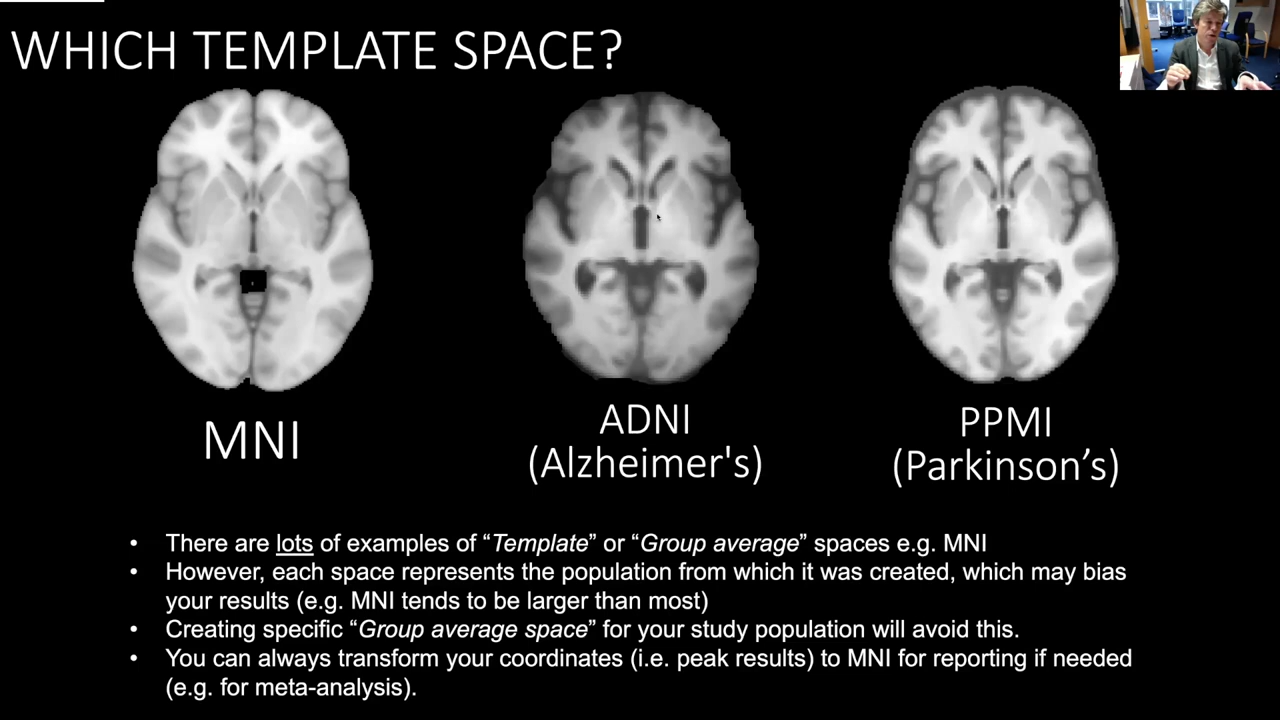 WHICH TEMPLATE SPACE?
MNI
ADNI
(Alzheimer's)
PPMI
(Parkinson’s)
• There are lots of examples of “Template” or “Group average” spaces e.g. MNI
• However, each space represents the population from which it was created, which may bias
your results (e.g. MNI tends to be larger than most)
• Creating specific “Group average space” for your study population will avoid this.
• You can always transform your coordinates (i.e. peak results) to MNI for reporting if needed
(e.g. for meta-analysis).